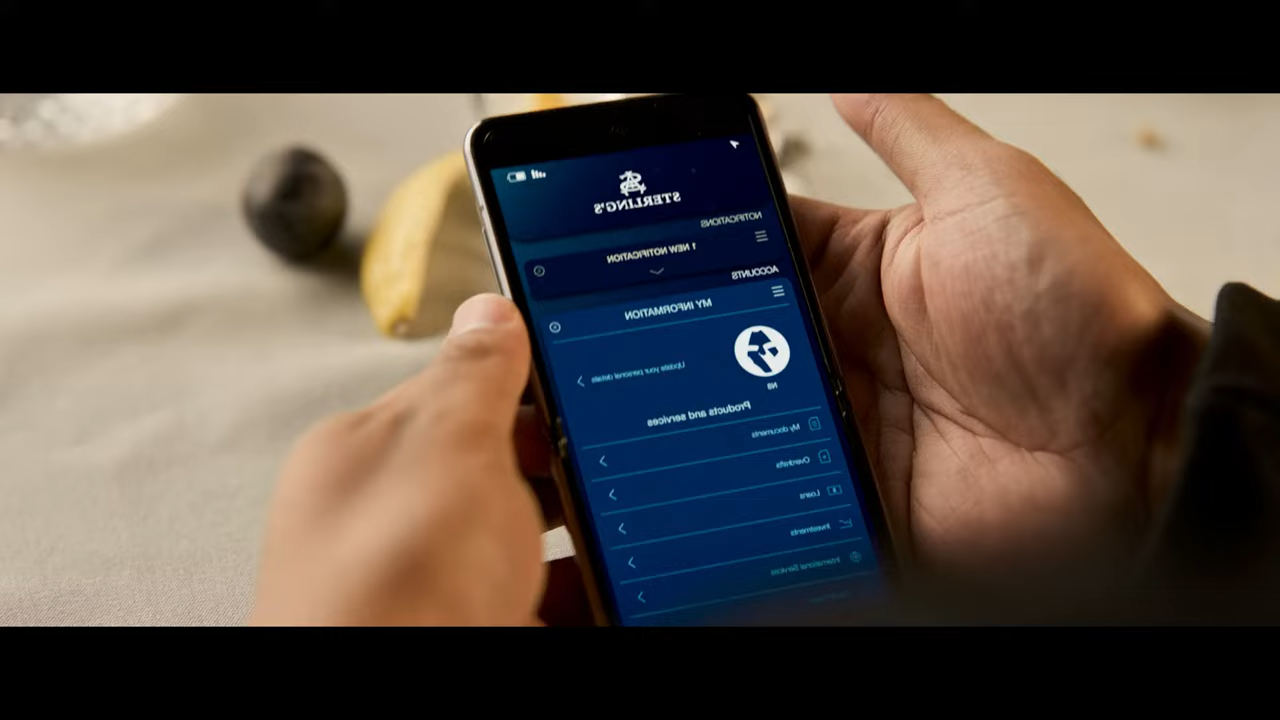 STERLING'S
NOTIFICATIONS
1 NEW NOTIFICATION
ACCOUNTS
MY INFORMATION
Update your personal details
NB
Products and services
My documents
Overdrafts
Loans
Investments
International Services